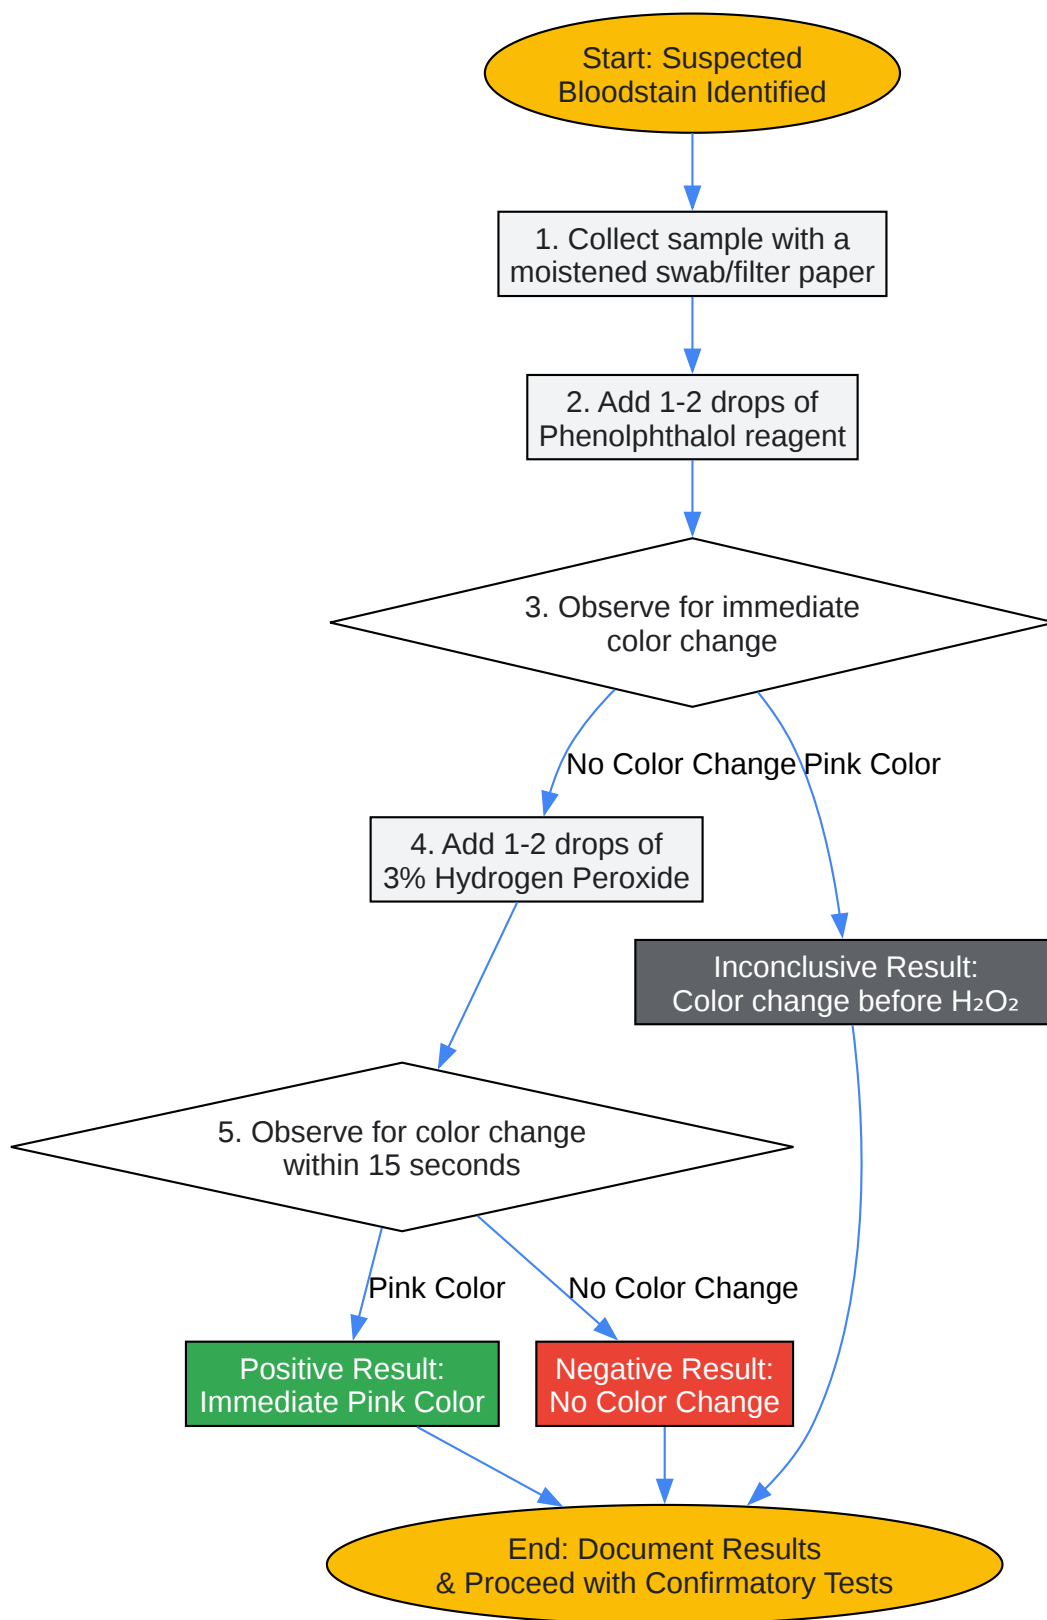 Start: Suspected
Bloodstain Identified
1. Collect sample with a
moistened swab/filter paper
2. Add 1-2 drops of
Phenolphthalol reagent
3. Observe for immediate
color change
No Color Change
Pink Color
4. Add 1-2 drops of
3% Hydrogen Peroxide
Inconclusive Result:
Color change before H₂O₂
5. Observe for color change
within 15 seconds
Pink Color
No Color Change
Positive Result:
Immediate Pink Color
Negative Result:
No Color Change
End: Document Results
& Proceed with Confirmatory Tests